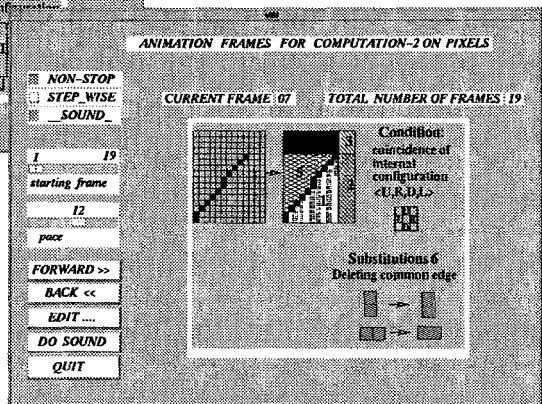 ANIMATION FRAMES FOR COMPUTATION-2 ON PIXELS
NON-STOP
STEP_WISE
__SOUND_
CURRENT FRAME 07
TOTAL NUMBER OF FRAMES 19
1 19
starting frame
12
pace
FORWARD >>
BACK <<
EDIT ....
DO SOUND
QUIT
Condition:
coincidence of
internal
configuration
<U,R,D,L>
Substitutions 6
Deleting common edge